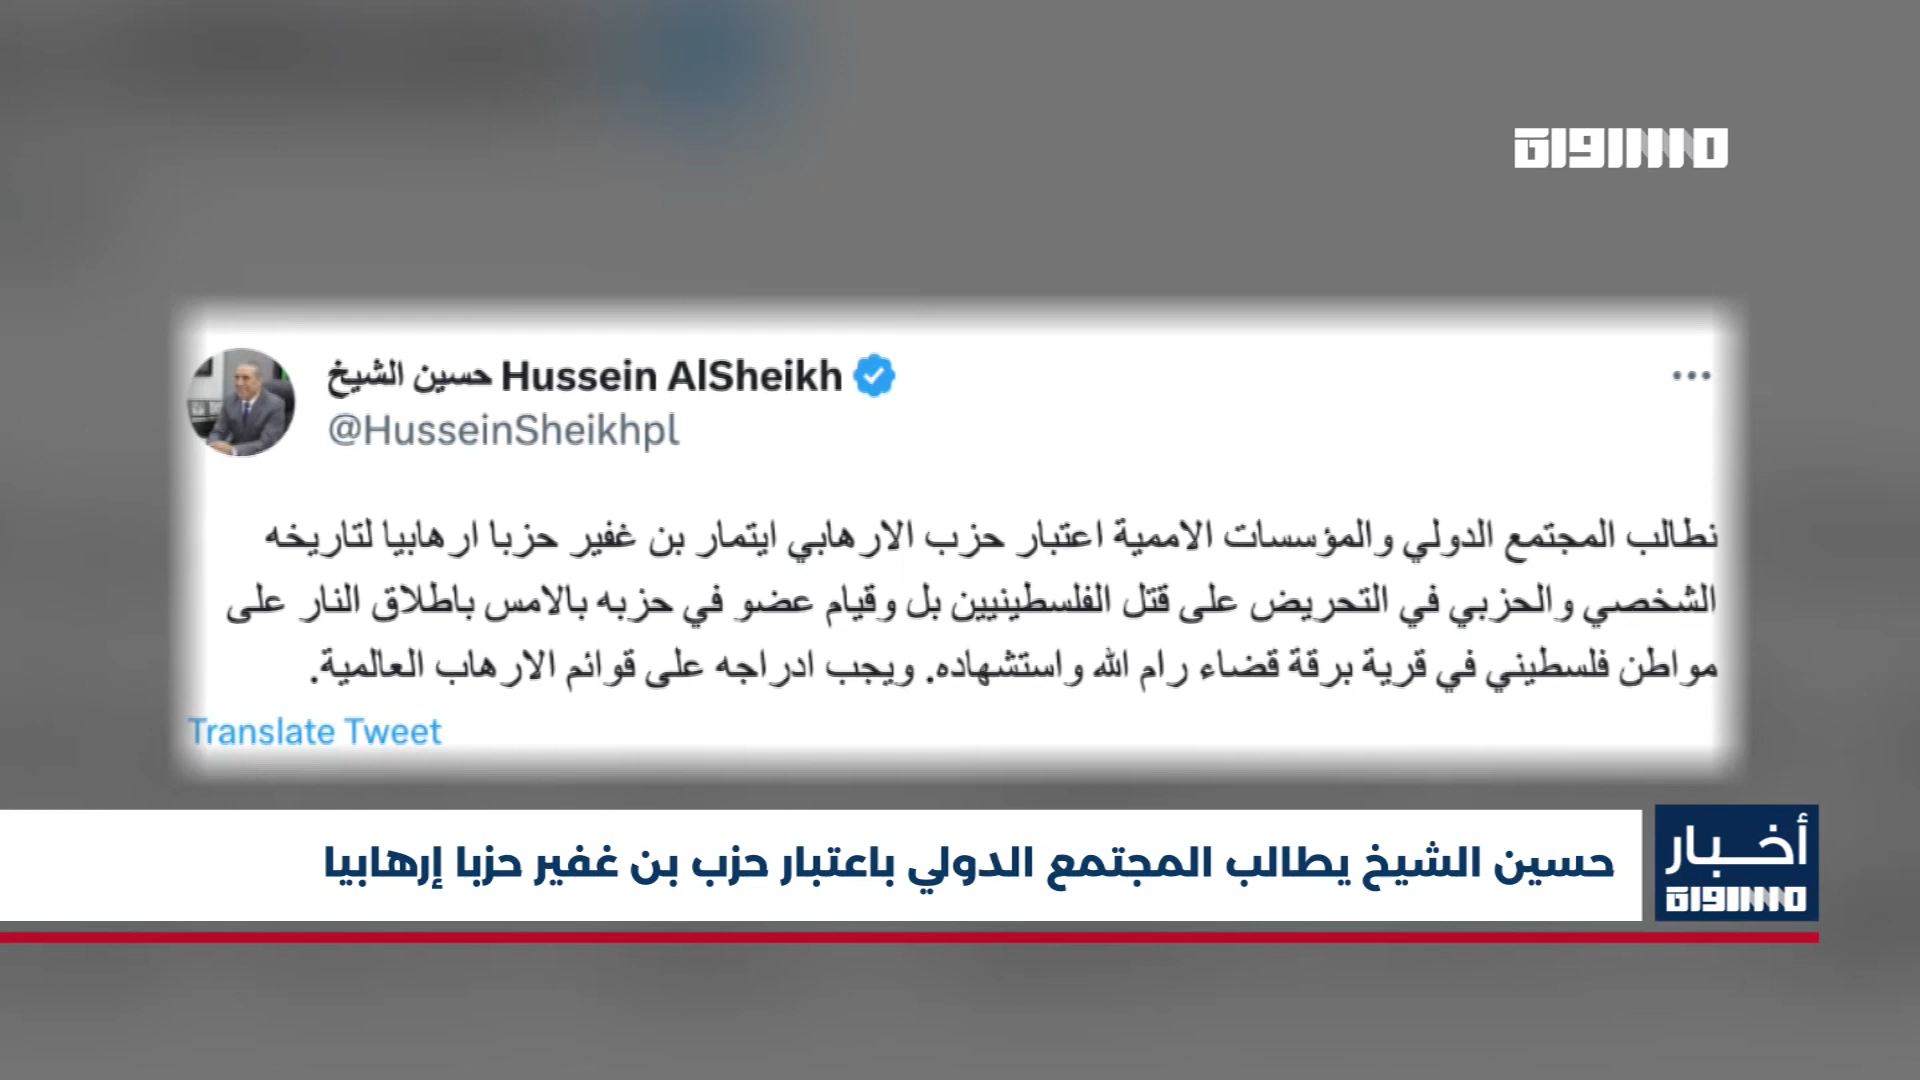 مساواة
حسين الشيخ Hussein AlSheikh
@HusseinSheikhpl
نطالب المجتمع الدولي والمؤسسات الاممية اعتبار حزب الارهابي ايتمار بن غفير حزبا ارهابيا لتاريخه
الشخصي والحزبي في التحريض على قتل الفلسطينيين بل وقيام عضو في حزبه بالامس باطلاق النار على
مواطن فلسطيني في قرية برقة قضاء رام الله واستشهاده. ويجب ادراجه على قوائم الارهاب العالمية.
Translate Tweet
أخبار
مساواة
حسين الشيخ يطالب المجتمع الدولي باعتبار حزب بن غفير حزبا إرهابيا